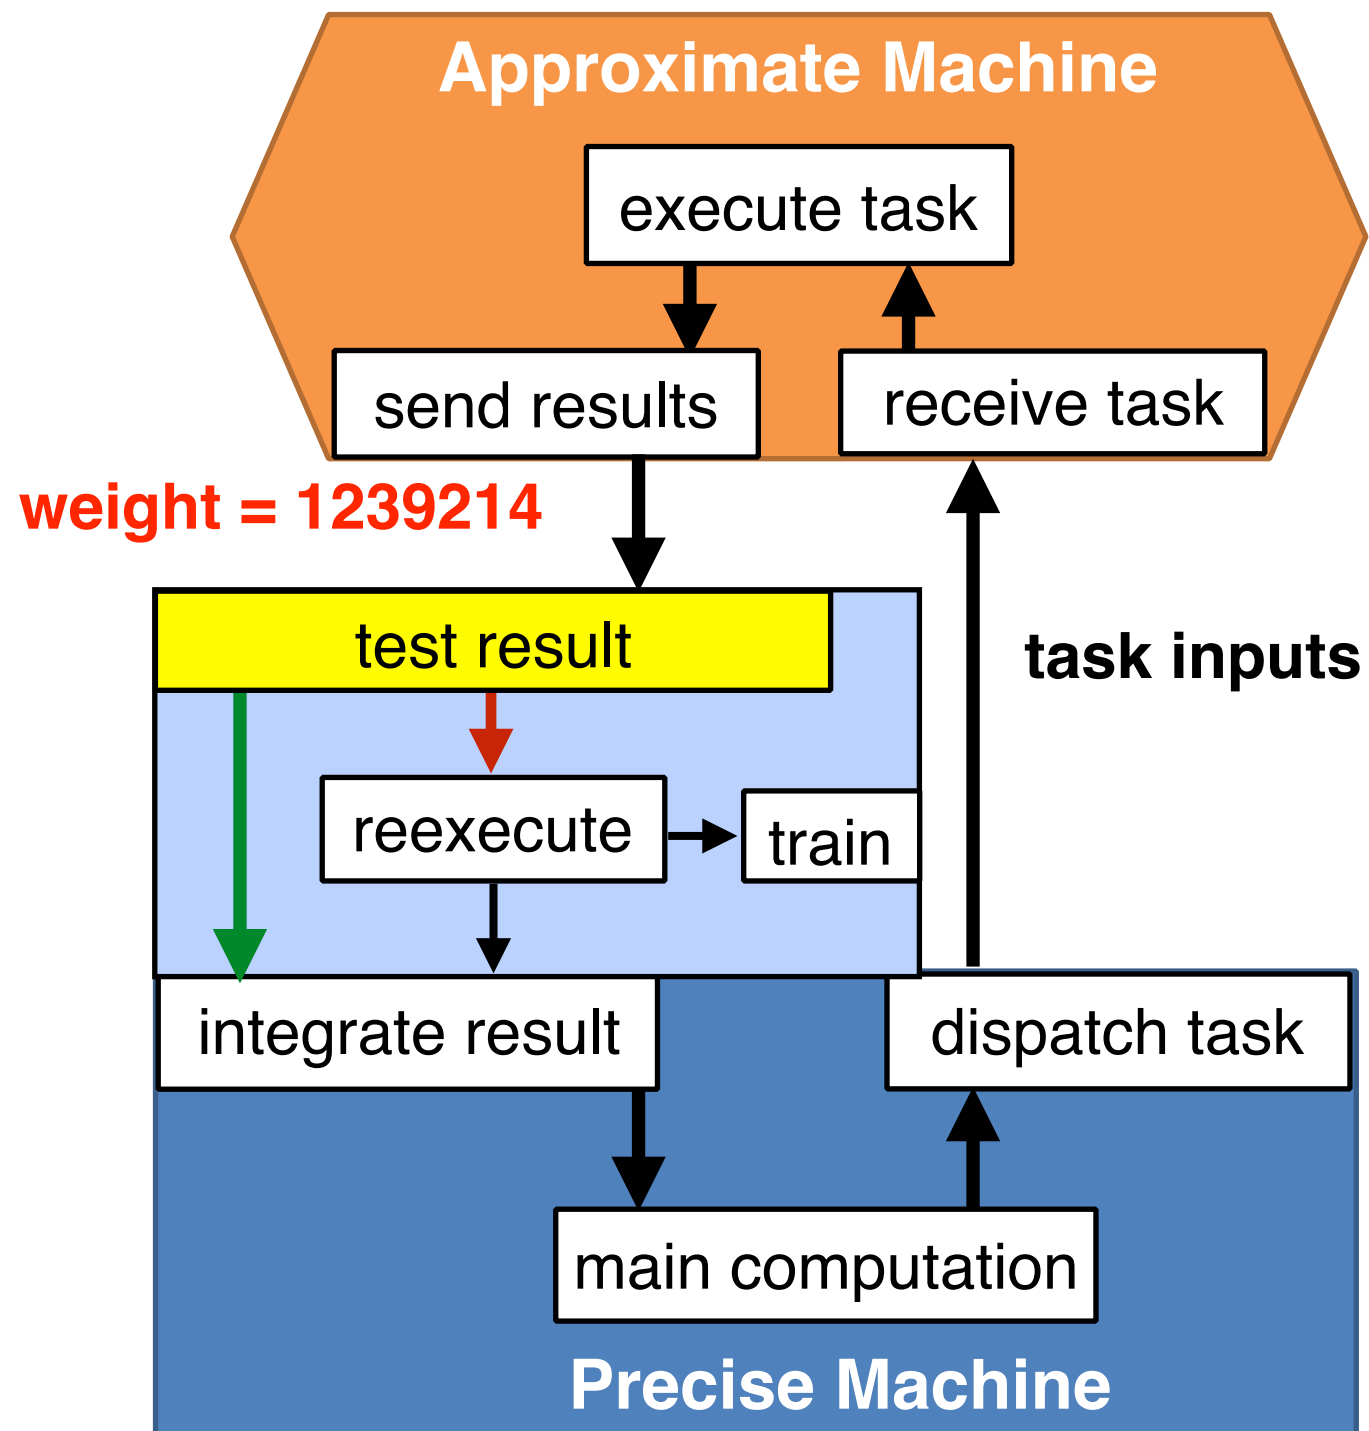 Approximate Machine
execute task
send results
receive task
weight = 1239214
test result
task inputs
reexecute
train
integrate result
dispatch task
main computation
Precise Machine